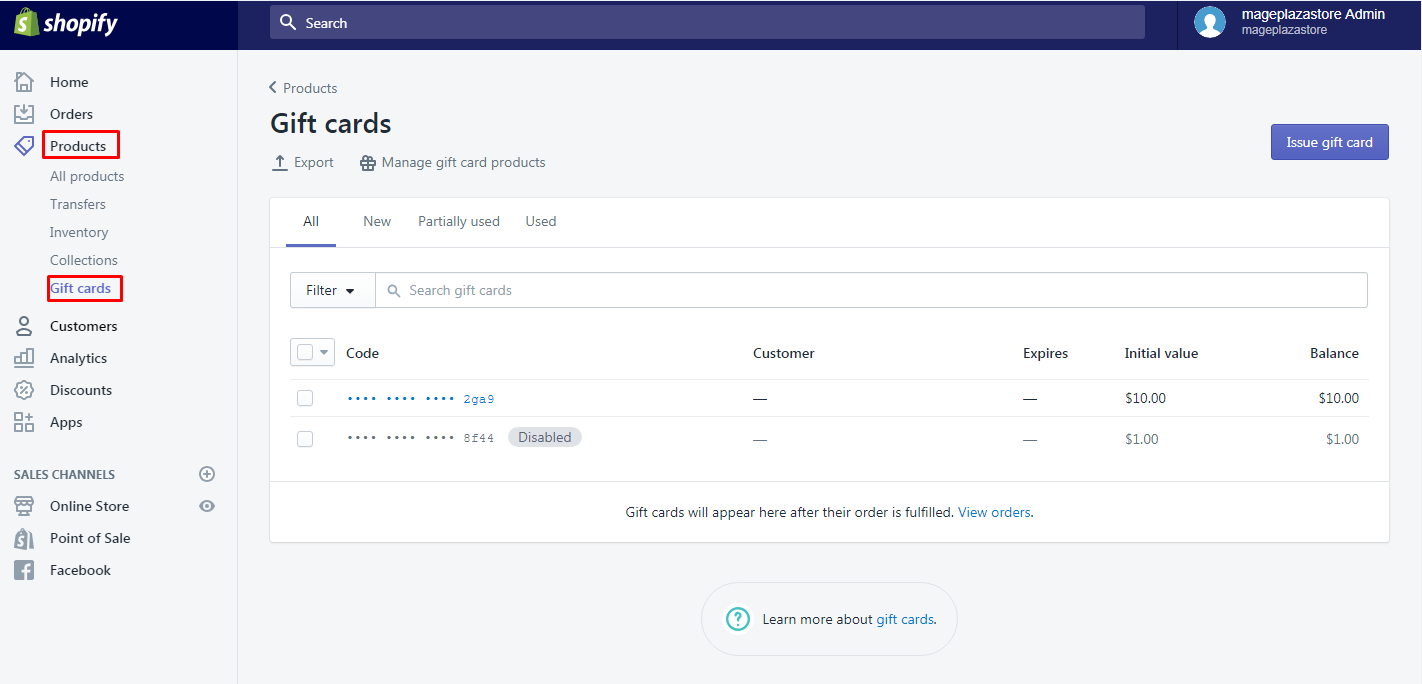 shopify
Search
mageplazastore Admin
mageplazastore
Home
Orders
Products
All products
Transfers
Inventory
Collections
Gift cards
Customers
Analytics
Discounts
Apps
SALES CHANNELS
Online Store
Point of Sale
Facebook
Products
Gift cards
Export Manage gift card products
Issue gift card
All New Partially used Used
Filter Search gift cards
Code Customer Expires Initial value Balance
•••• •••• •••• 2ga9 — — $10.00 $10.00
•••• •••• •••• 8f44 Disabled — — $1.00 $1.00
Gift cards will appear here after their order is fulfilled. View orders.
Learn more about gift cards.